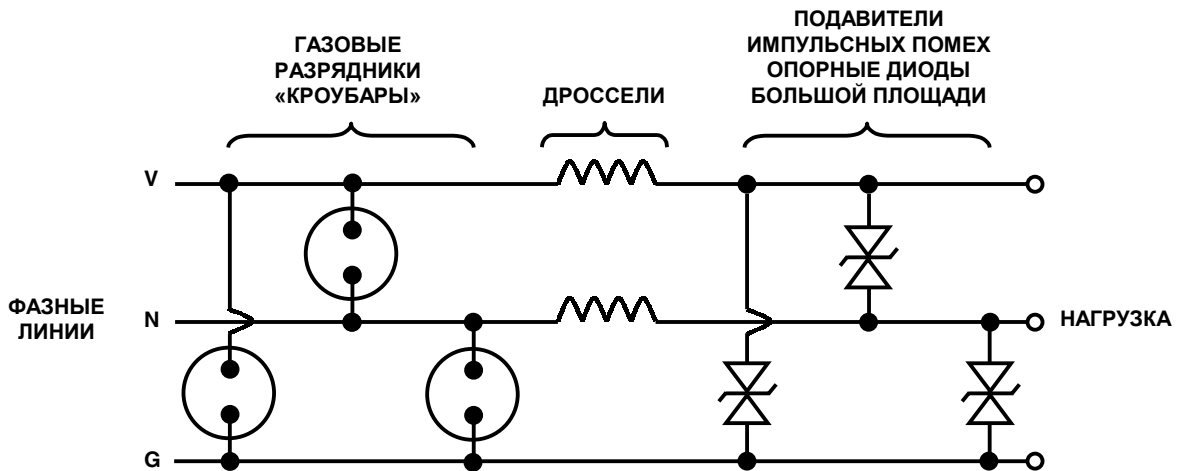 ГАЗОВЫЕ
РАЗРЯДНИКИ
«КРОУБАРЫ»
ДРОССЕЛИ
ПОДАВИТЕЛИ
ИМПУЛЬСНЫХ ПОМЕХ
ОПОРНЫЕ ДИОДЫ
БОЛЬШОЙ ПЛОЩАДИ
V
ФАЗНЫЕ
ЛИНИИ
N
НАГРУЗКА
G